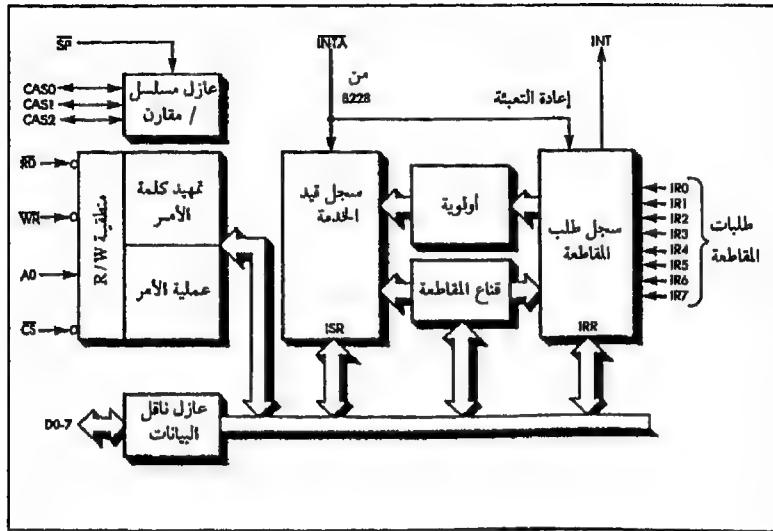 SP
INTA
INT
من
8228
إعادة التعبئة
CAS0
CAS1
CAS2
عازل مسلسل
/ مقارن
RD
WR
A0
CS
منطقية R/W
تمهيد كلمة
الأمر
عملية الأمر
سجل قيد
الخدمة
ISR
أولوية
قناع المقاطعة
سجل طلب
المقاطعة
IRR
IR0
IR1
IR2
IR3
IR4
IR5
IR6
IR7
طلبات
المقاطعة
D0-7
عازل ناقل
البيانات